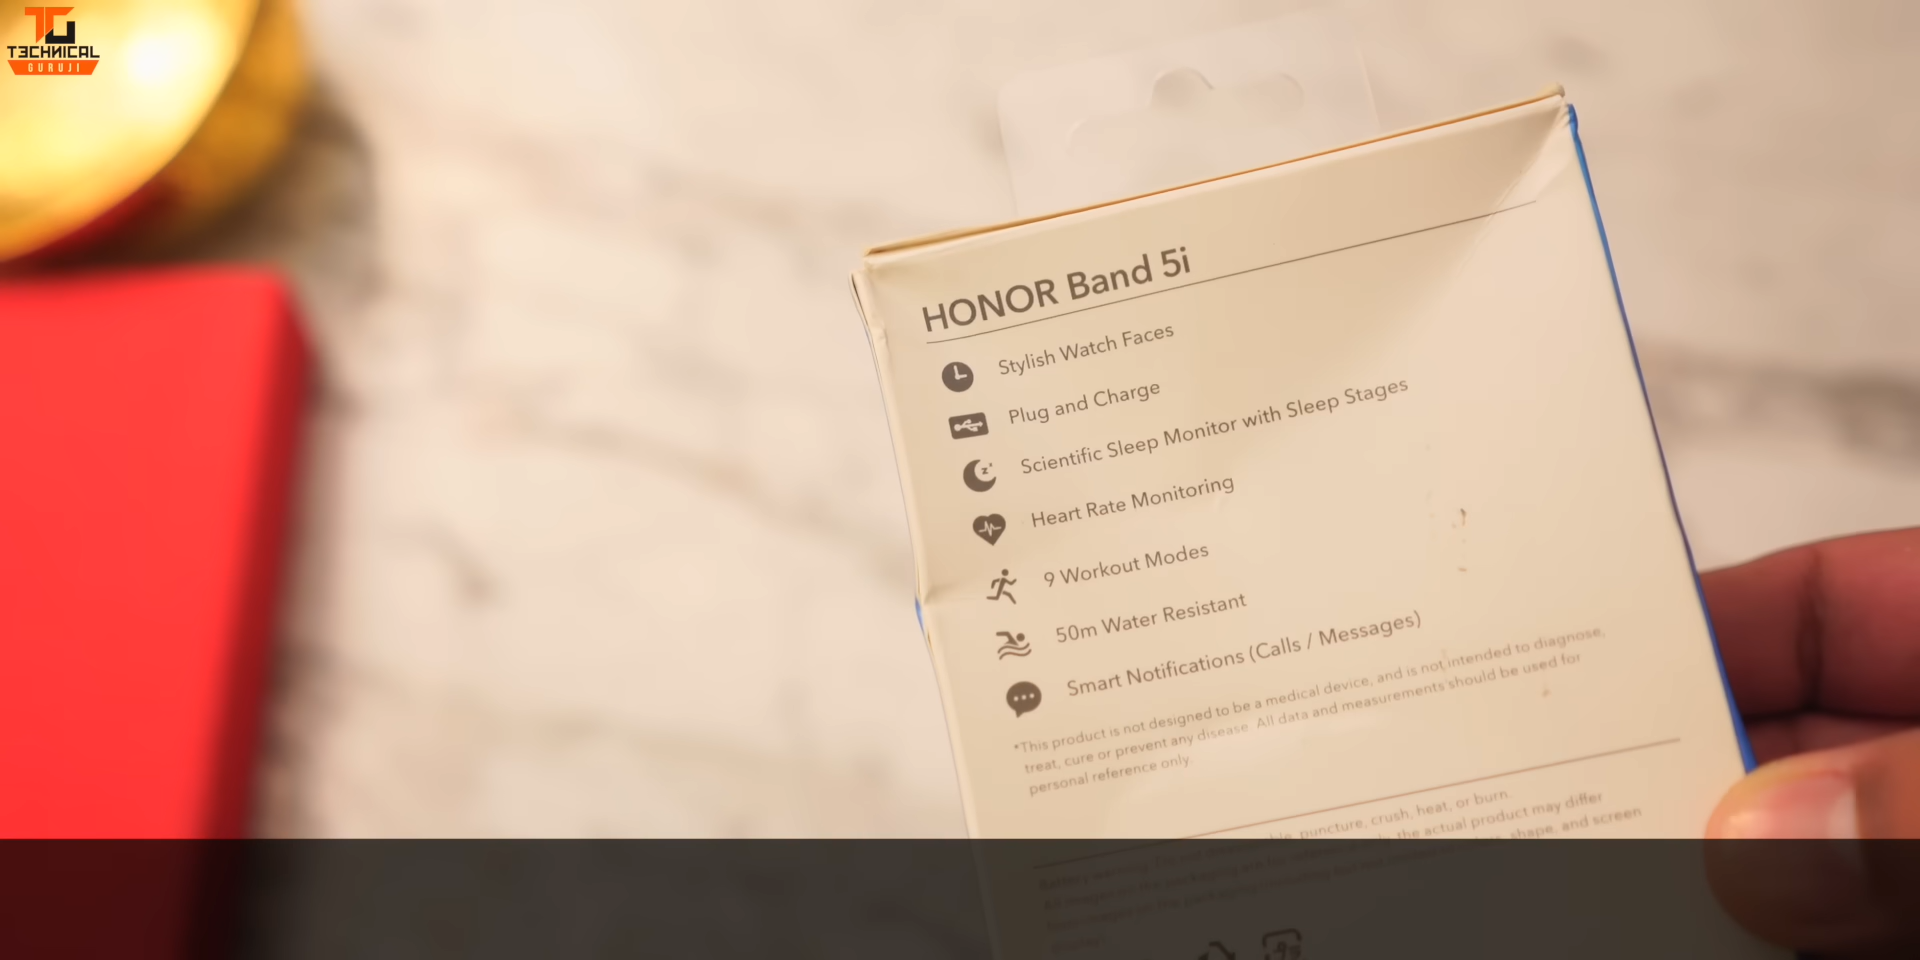 TECHNICAL
GURUJI
HONOR Band 5i
Stylish Watch Faces
Plug and Charge
Scientific Sleep Monitor with Sleep Stages
Heart Rate Monitoring
9 Workout Modes
50m Water Resistant
Smart Notifications (Calls / Messages)
*This product is not designed to be a medical device, and is not intended to diagnose,
treat, cure or prevent any disease. All data and measurements should be used for
personal reference only.
puncture, crush, heat, or burn.
the actual product may differ
shape, and screen